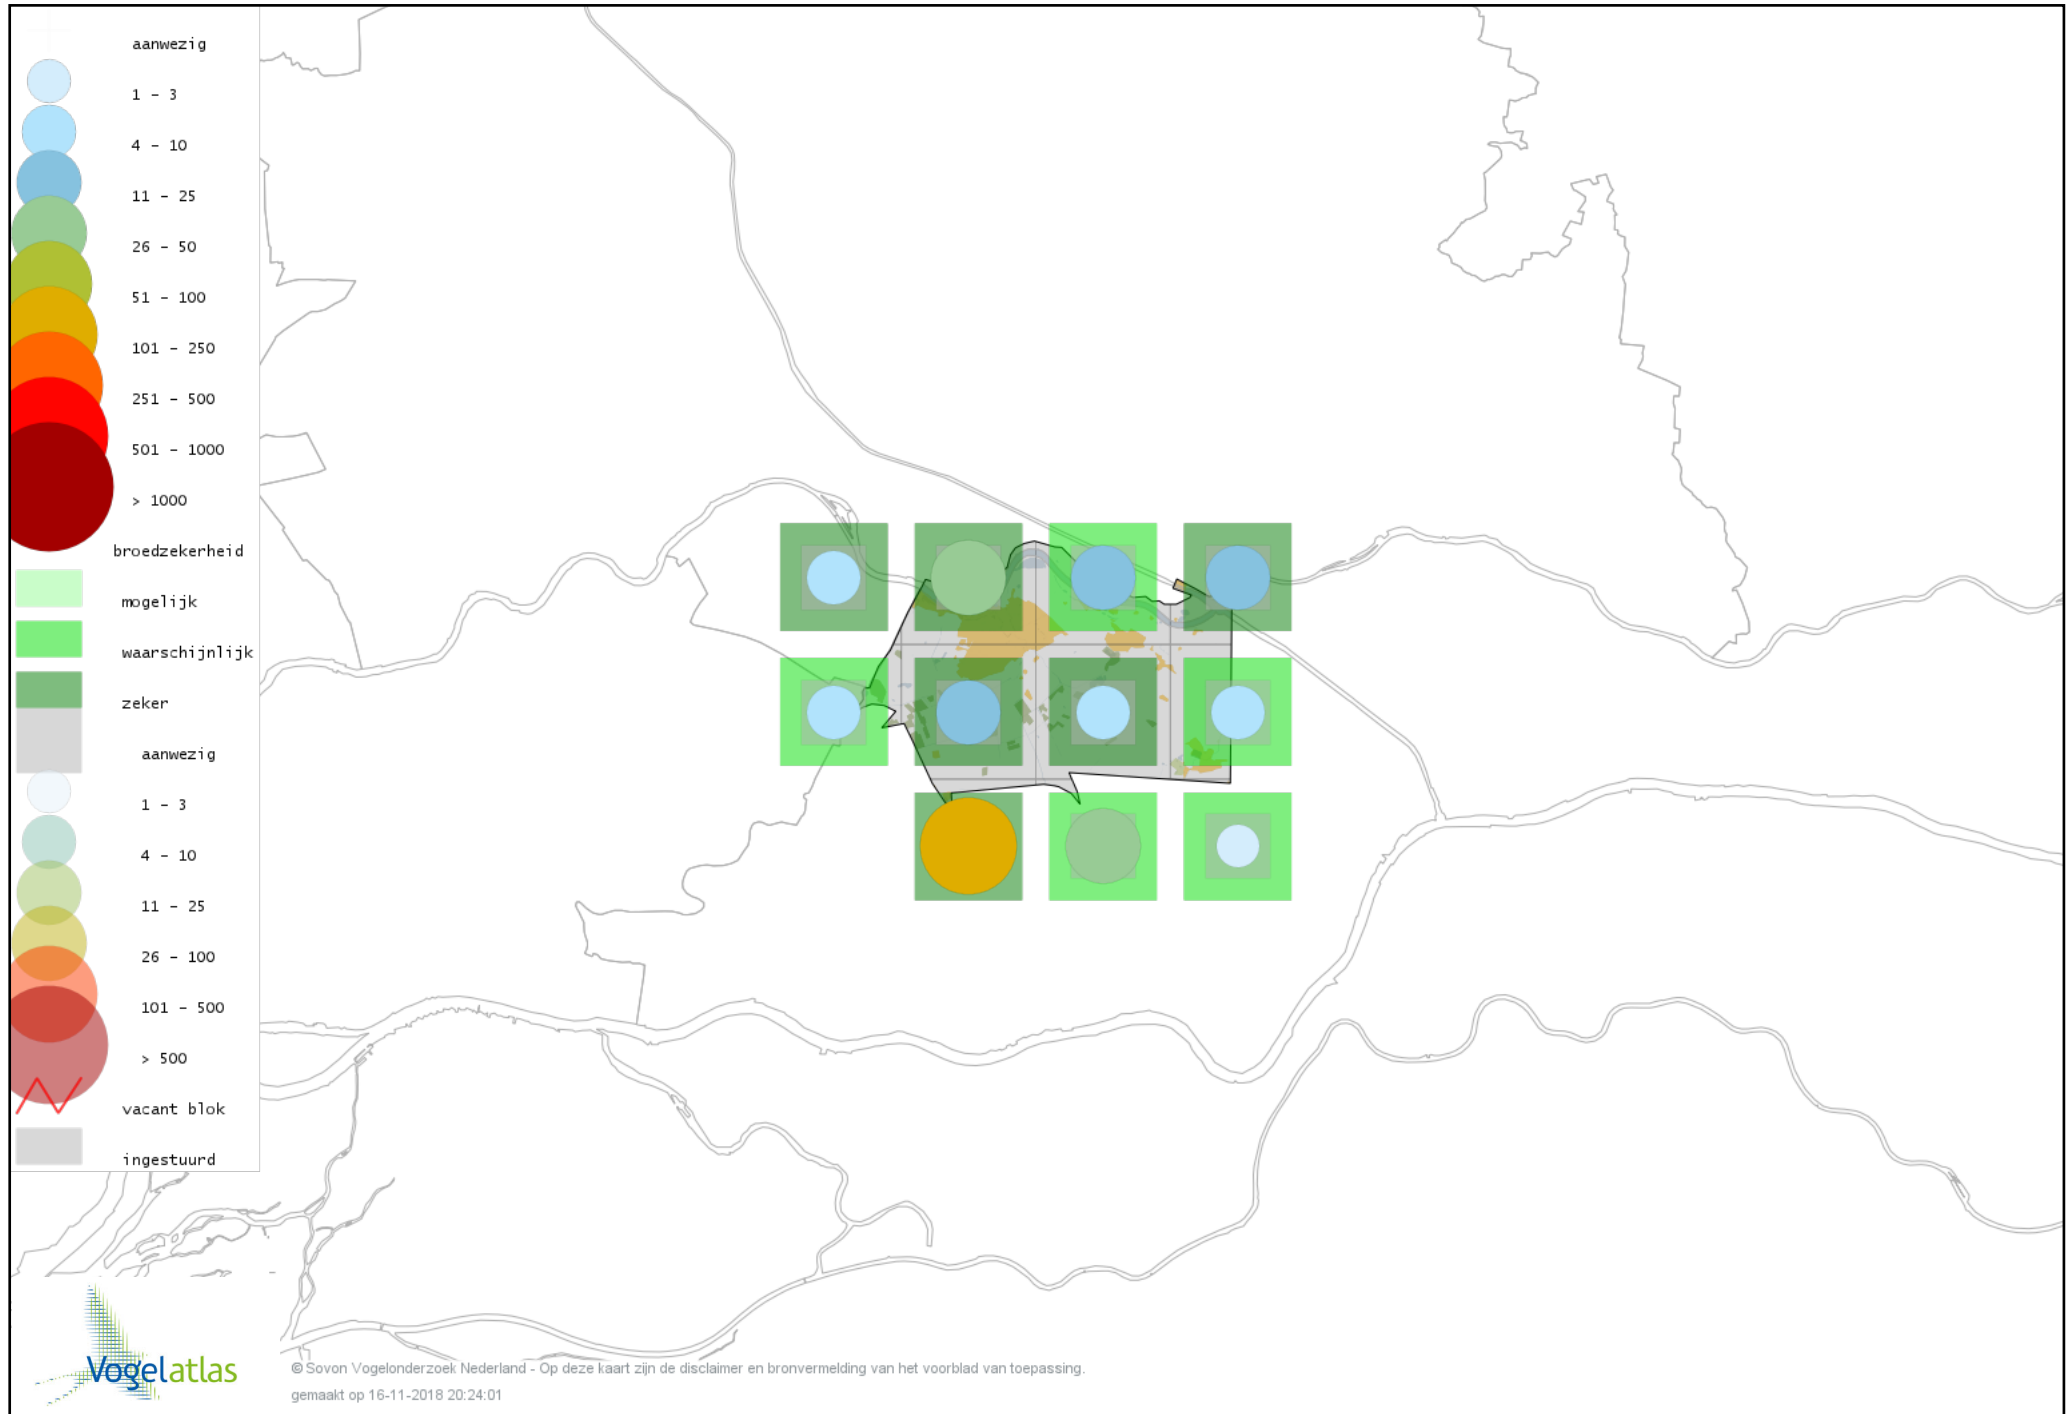 aanwezig
1 - 3
4 - 10
11 - 25
26 - 50
51 - 100
101 - 250
251 - 500
501 - 1000
> 1000
broedzekerheid
mogelijk
waarschijnlijk
zeker
aanwezig
1 - 3
4 - 10
11 - 25
26 - 100
101 - 500
> 500
vacant blok
ingestuurd
Vogelatlas
© Sovon Vogelonderzoek Nederland - Op deze kaart zijn de disclaimer en bronvermelding van het voorblad van toepassing.
gemaakt op 16-11-2018 20:24:01